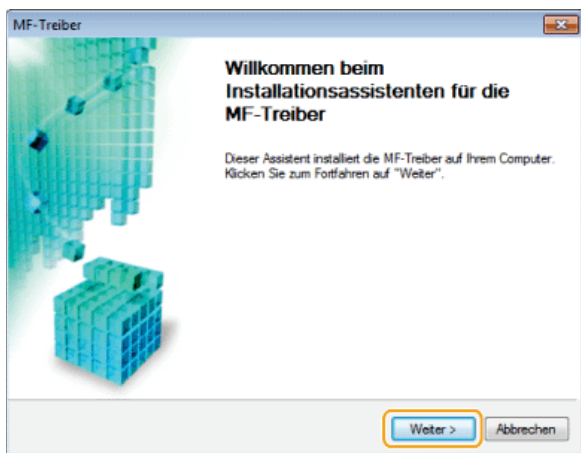 MF-Treiber
Willkommen beim
Installationsassistenten für die
MF-Treiber
Dieser Assistent installiert die MF-Treiber auf Ihrem Computer.
Klicken Sie zum Fortfahren auf "Weiter".
Weiter >
Abbrechen